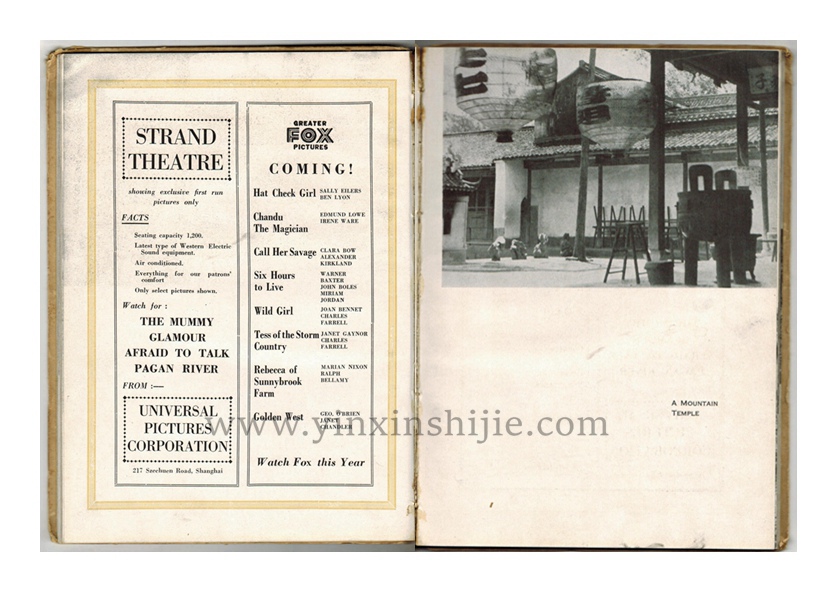 STRAND
THEATRE
showing exclusive first run
pictures only
FACTS
Seating capacity 1,200.
Latest type of Western Electric
Sound equipment.
Air conditioned.
Everything for our patrons'
comfort
Only select pictures shown.
Watch for :
THE MUMMY
GLAMOUR
AFRAID TO TALK
PAGAN RIVER
FROM :—
UNIVERSAL
PICTURES
CORPORATION
217 Szechuen Road, Shanghai
GREATER
FOX
PICTURES
COMING!
Hat Check Girl SALLY EILERS
BEN LYON
Chandu EDMUND LOWE
The Magician IRENE WARE
Call Her Savage CLARA BOW
ALEXANDER
KIRKLAND
Six Hours WARNER
to Live BAXTER
JOHN BOLES
MIRIAM
JORDAN
Wild Girl JOAN BENNET
CHARLES
FARRELL
Tess of the Storm JANET GAYNOR
Country CHARLES
FARRELL
Rebecca of MARIAN NIXON
Sunnybrook RALPH
Farm BELLAMY
Golden West GEO. O'BRIEN
JANET
CHANDLER
Watch Fox this Year
A MOUNTAIN
TEMPLE
www.yinxinshijie.com